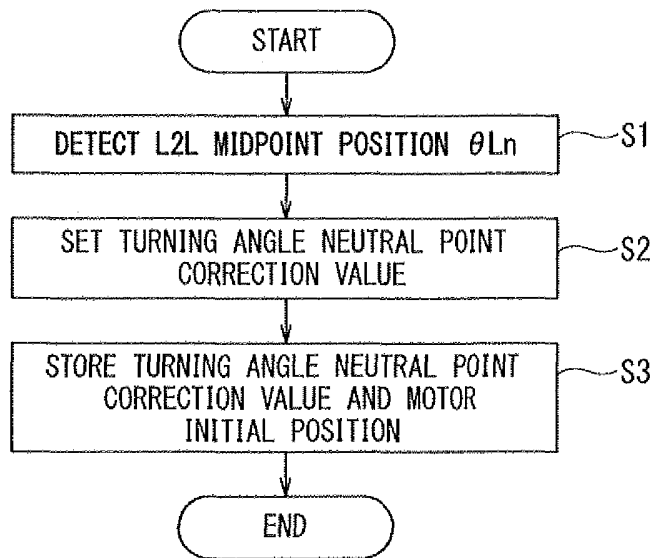 START
DETECT L2L MIDPOINT POSITION θLn
S1
SET TURNING ANGLE NEUTRAL POINT
CORRECTION VALUE
S2
STORE TURNING ANGLE NEUTRAL POINT
CORRECTION VALUE AND MOTOR
INITIAL POSITION
S3
END